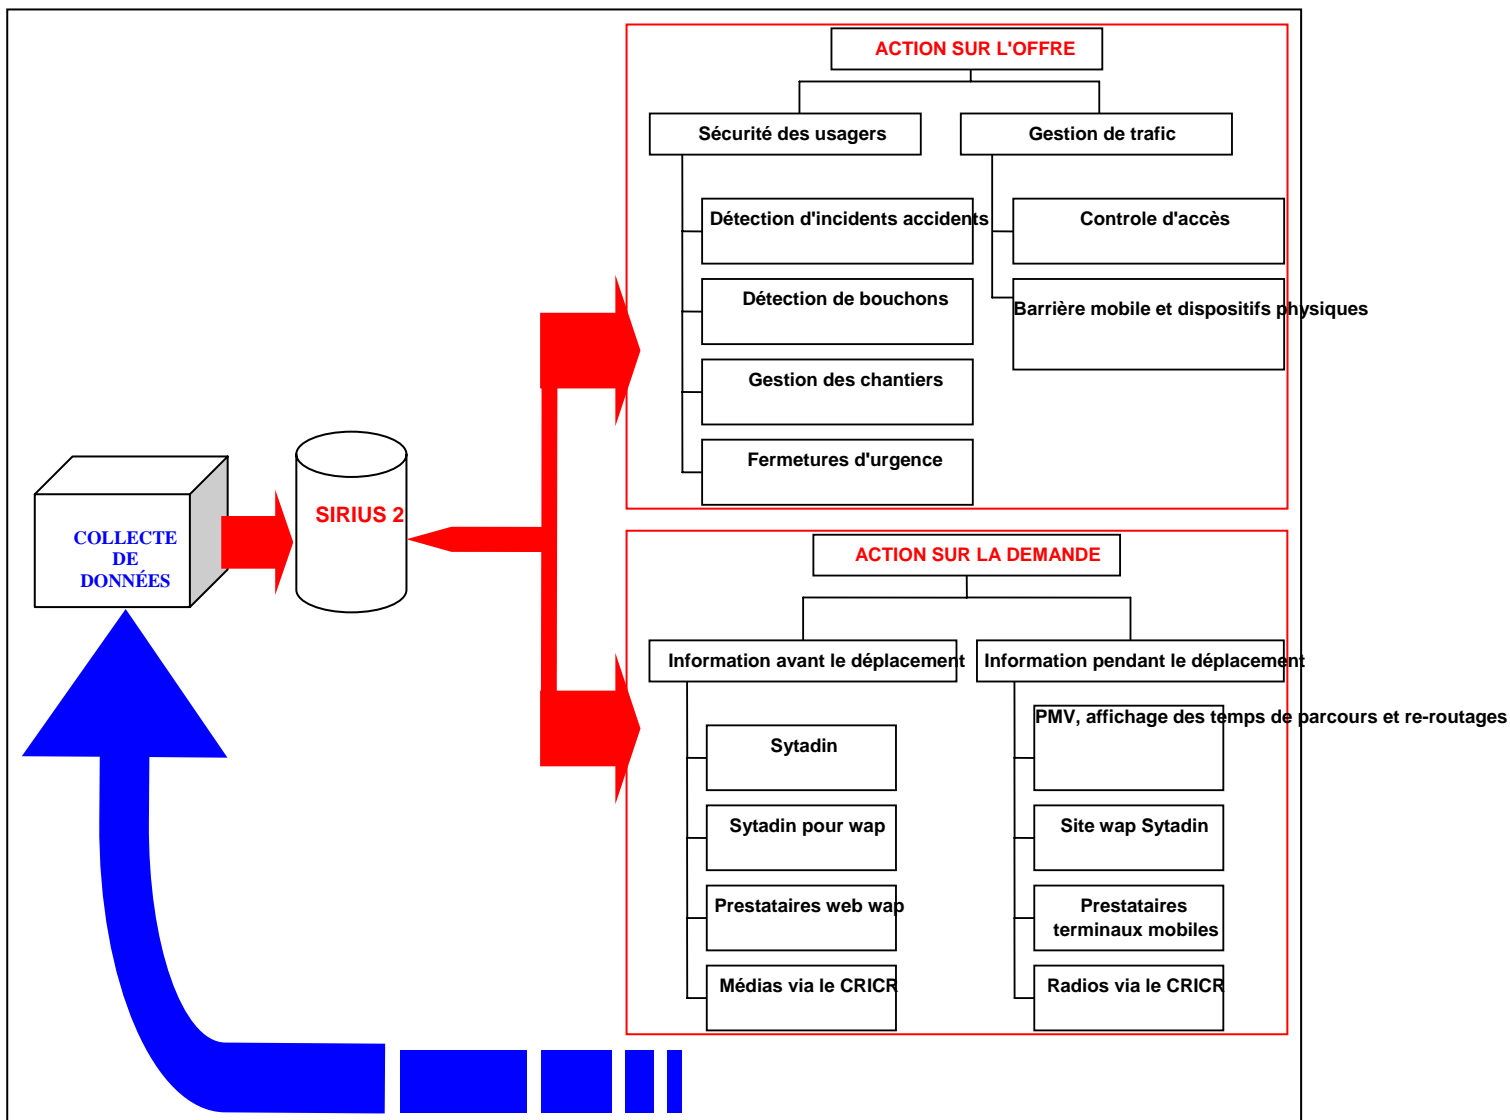 ACTION SUR L'OFFRE
Sécurité des usagers
Gestion de trafic
Détection d'incidents accidents
Controle d'accès
Détection de bouchons
Barrière mobile et dispositifs physiques
Gestion des chantiers
Fermetures d'urgence
COLLECTE
DE
DONNÉES
SIRIUS 2
ACTION SUR LA DEMANDE
Information avant le déplacement
Information pendant le déplacement
Sytadin
PMV, affichage des temps de parcours et re-routages
Sytadin pour wap
Site wap Sytadin
Prestataires web wap
Prestataires
terminaux mobiles
Médias via le CRICR
Radios via le CRICR